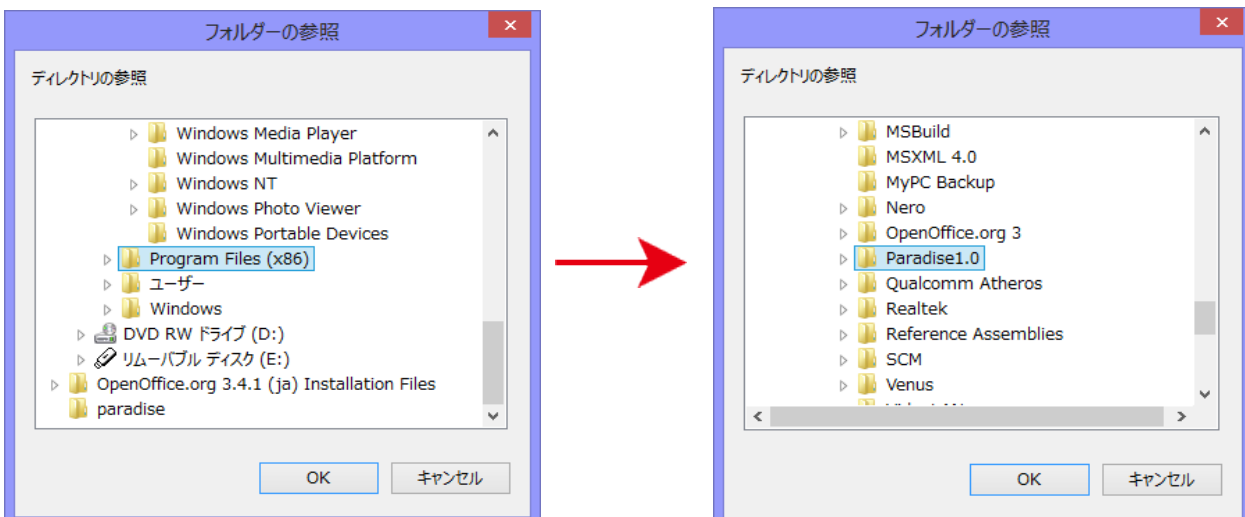 フォルダーの参照
ディレクトリの参照
Windows Media Player
Windows Multimedia Platform
Windows NT
Windows Photo Viewer
Windows Portable Devices
Program Files (x86)
ユーザー
Windows
DVD RW ドライブ (D:)
リムーバブル ディスク (E:)
OpenOffice.org 3.4.1 (ja) Installation Files
paradise
OK
キャンセル
フォルダーの参照
ディレクトリの参照
MSBuild
MSXML 4.0
MyPC Backup
Nero
OpenOffice.org 3
Paradise1.0
Qualcomm Atheros
Realtek
Reference Assemblies
SCM
Venus
OK
キャンセル